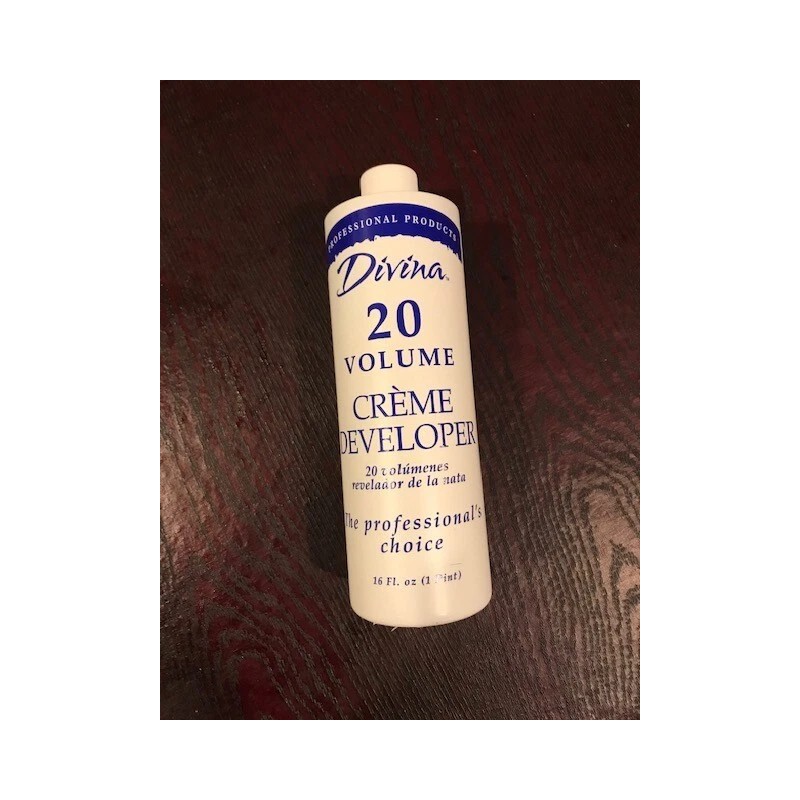 PROFESSIONAL PRODUCTS
Divina™
20
VOLUME
CRÈME
DEVELOPER
20 volúmenes
revelador de la nata
The professional's
choice
16 Fl. oz (1 Pint)